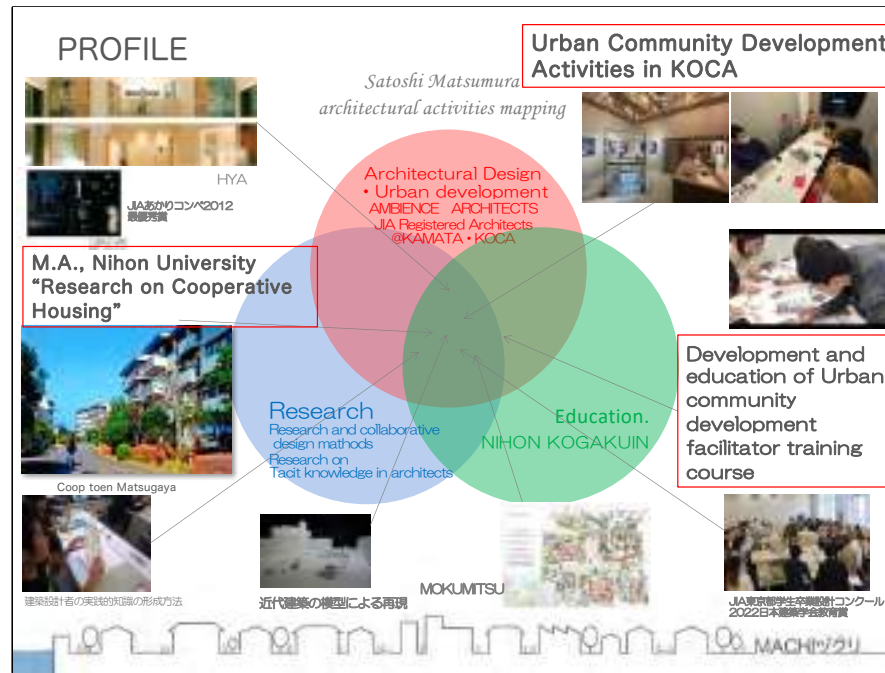 PROFILE
Urban Community Development
Activities in KOCA
Satoshi Matsumura
architectural activities mapping
HYA
JIAあかりコンペ2012
最優秀賞
Architectural Design
・Urban development
AMBIENCE ARCHITECTS
JIA Registered Architects
@KAMATA・KOCA
M.A., Nihon University
“Research on Cooperative
Housing”
Development and
education of Urban
community
development
facilitator training
course
Research
Research and collaborative
design mathods
Research on
Tacit knowledge in architects
Education.
NIHON KOGAKUIN
Coop toen Matsugaya
建築設計者の実践的知識の形成方法
近代建築の模型による再現
MOKUMITSU
JIA東京都学生卒業設計コンクール
2022日本建築学会教育賞
MACHIヅクリ